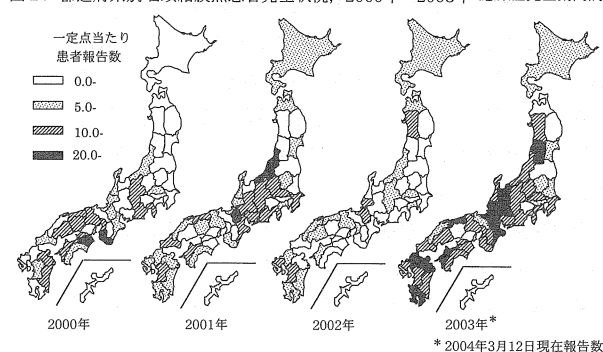 一定点当たり
患者報告数
0.0-
5.0-
10.0-
20.0-
2000年
2001年
2002年
2003年*
*2004年3月12日現在報告数